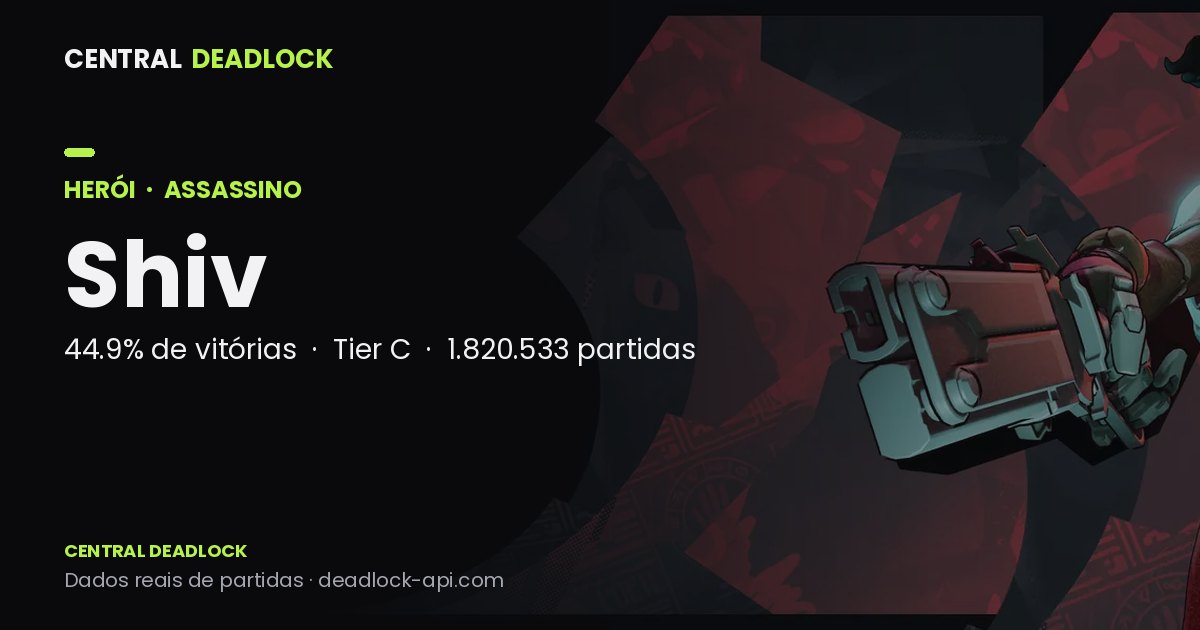 CENTRAL DEADLOCK
HERÓI · ASSASSINO
Shiv
44.9% de vitórias · Tier C · 1.820.533 partidas
CENTRAL DEADLOCK
Dados reais de partidas · deadlock-api.com